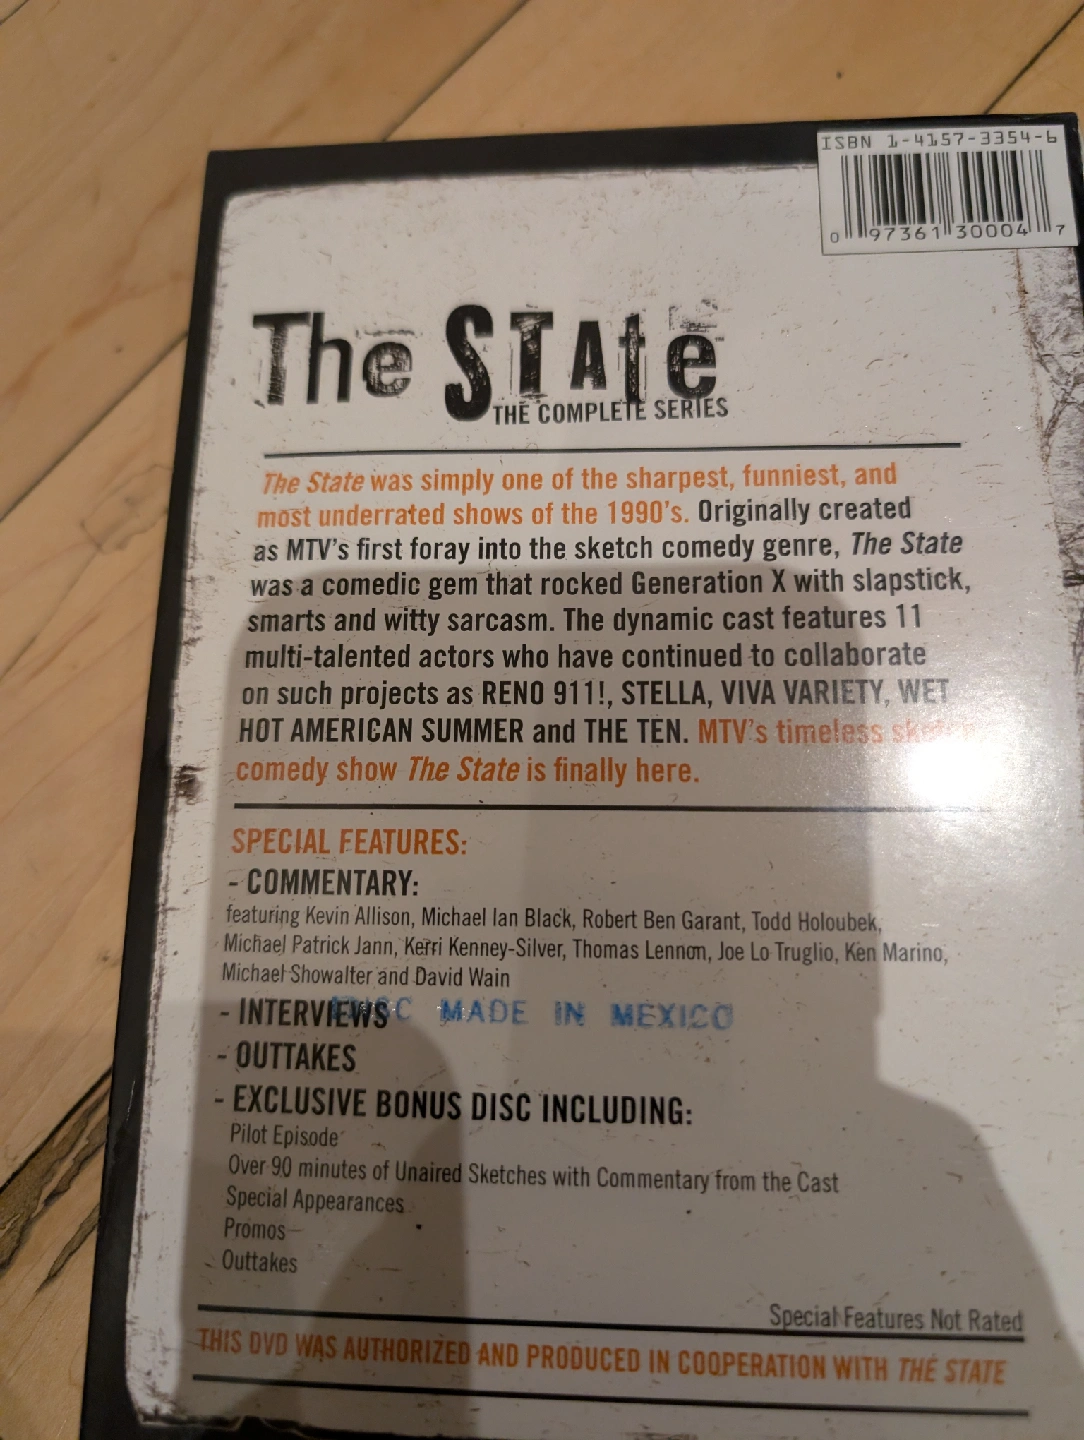 ISBN 1-4157-3354-6
0 97361 30004 7
The STAte
THE COMPLETE SERIES
The State was simply one of the sharpest, funniest, and
most underrated shows of the 1990's. Originally created
as MTV's first foray into the sketch comedy genre, The State
was a comedic gem that rocked Generation X with slapstick,
smarts and witty sarcasm. The dynamic cast features 11
multi-talented actors who have continued to collaborate
on such projects as RENO 911!, STELLA, VIVA VARIETY, WET
HOT AMERICAN SUMMER and THE TEN. MTV's timeless sketch
comedy show The State is finally here.
SPECIAL FEATURES:
- COMMENTARY:
featuring Kevin Allison, Michael Ian Black, Robert Ben Garant, Todd Holoubek,
Michael Patrick Jann, Kerri Kenney-Silver, Thomas Lennon, Joe Lo Truglio, Ken Marino,
Michael Showalter and David Wain
- INTERVIEWS
DISC MADE IN MEXICO
- OUTTAKES
- EXCLUSIVE BONUS DISC INCLUDING:
Pilot Episode
Over 90 minutes of Unaired Sketches with Commentary from the Cast
Special Appearances
Promos
Outtakes
Special Features Not Rated
THIS DVD WAS AUTHORIZED AND PRODUCED IN COOPERATION WITH THE STATE